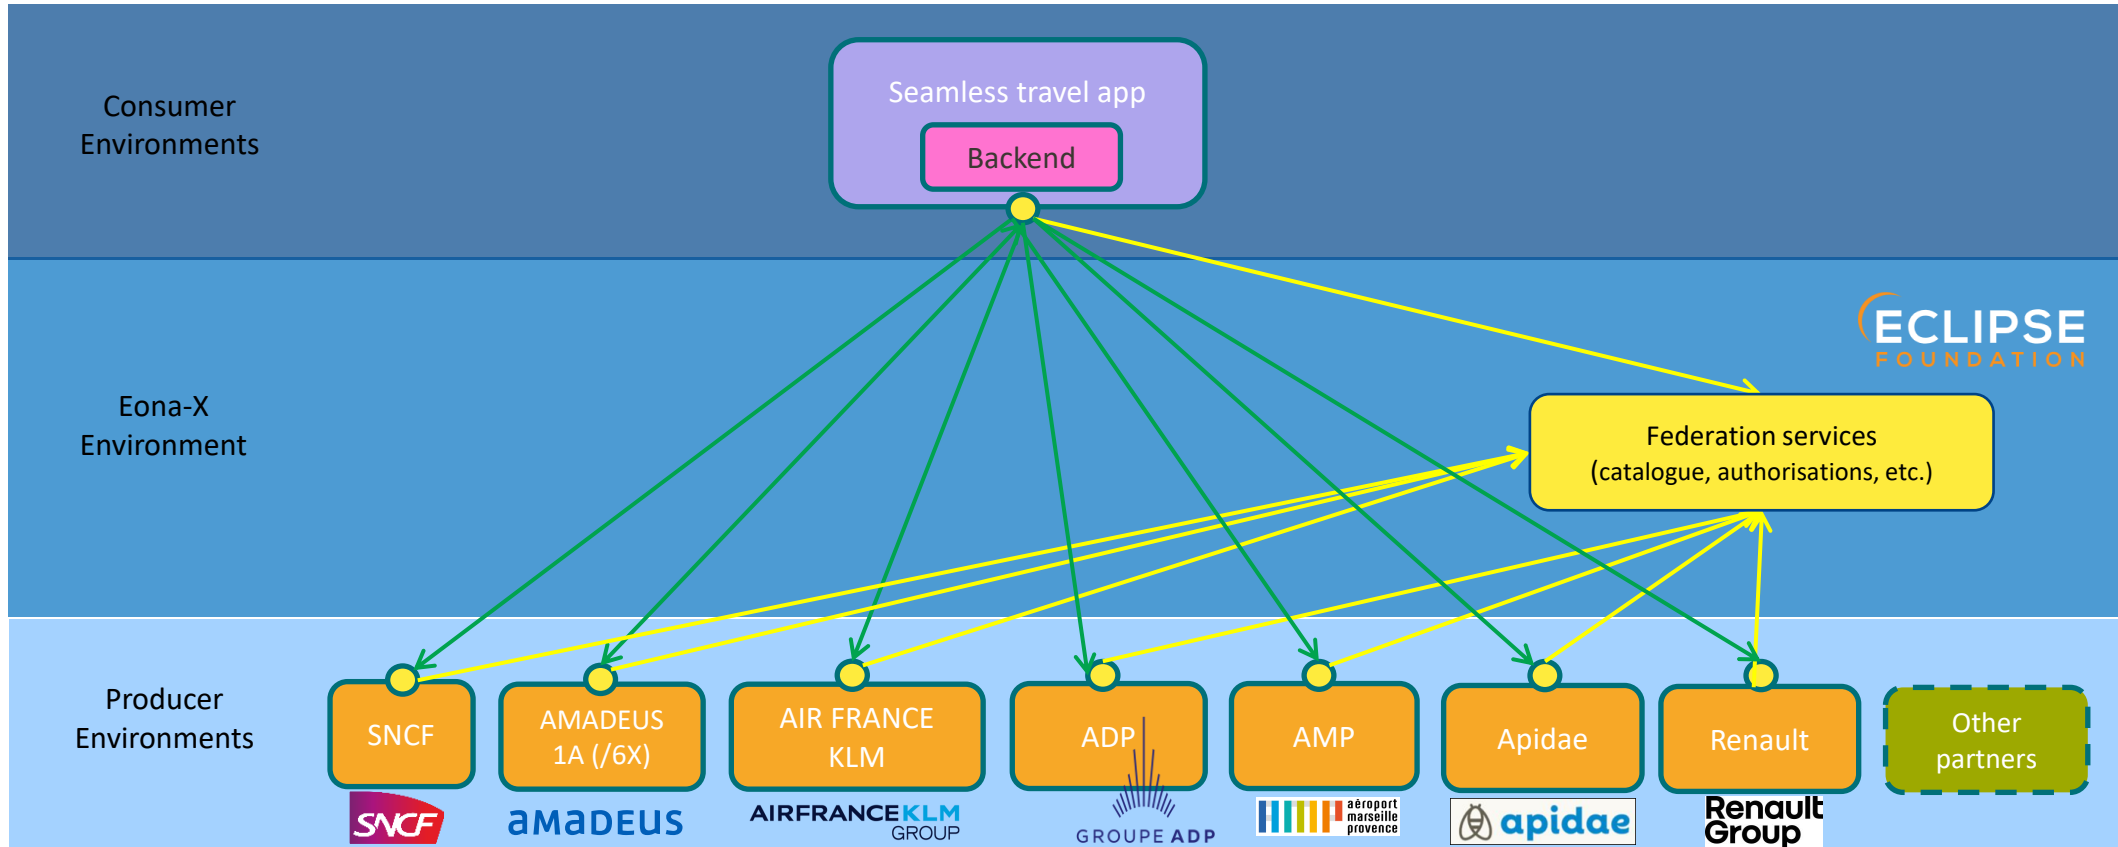 Consumer
Environments
Seamless travel app
Backend
ECLIPSE
FOUNDATION
Eona-X
Environment
Federation services
(catalogue, authorisations, etc.)
Producer
Environments
SNCF
AMADEUS
1A (/6X)
AIR FRANCE
KLM
ADP
AMP
Apidae
Renault
Other
partners
SNCF
aMaDEUS
AIRFRANCEKLM
GROUP
GROUPE ADP
aéroport
marseille
provence
apidae
Renault
Group